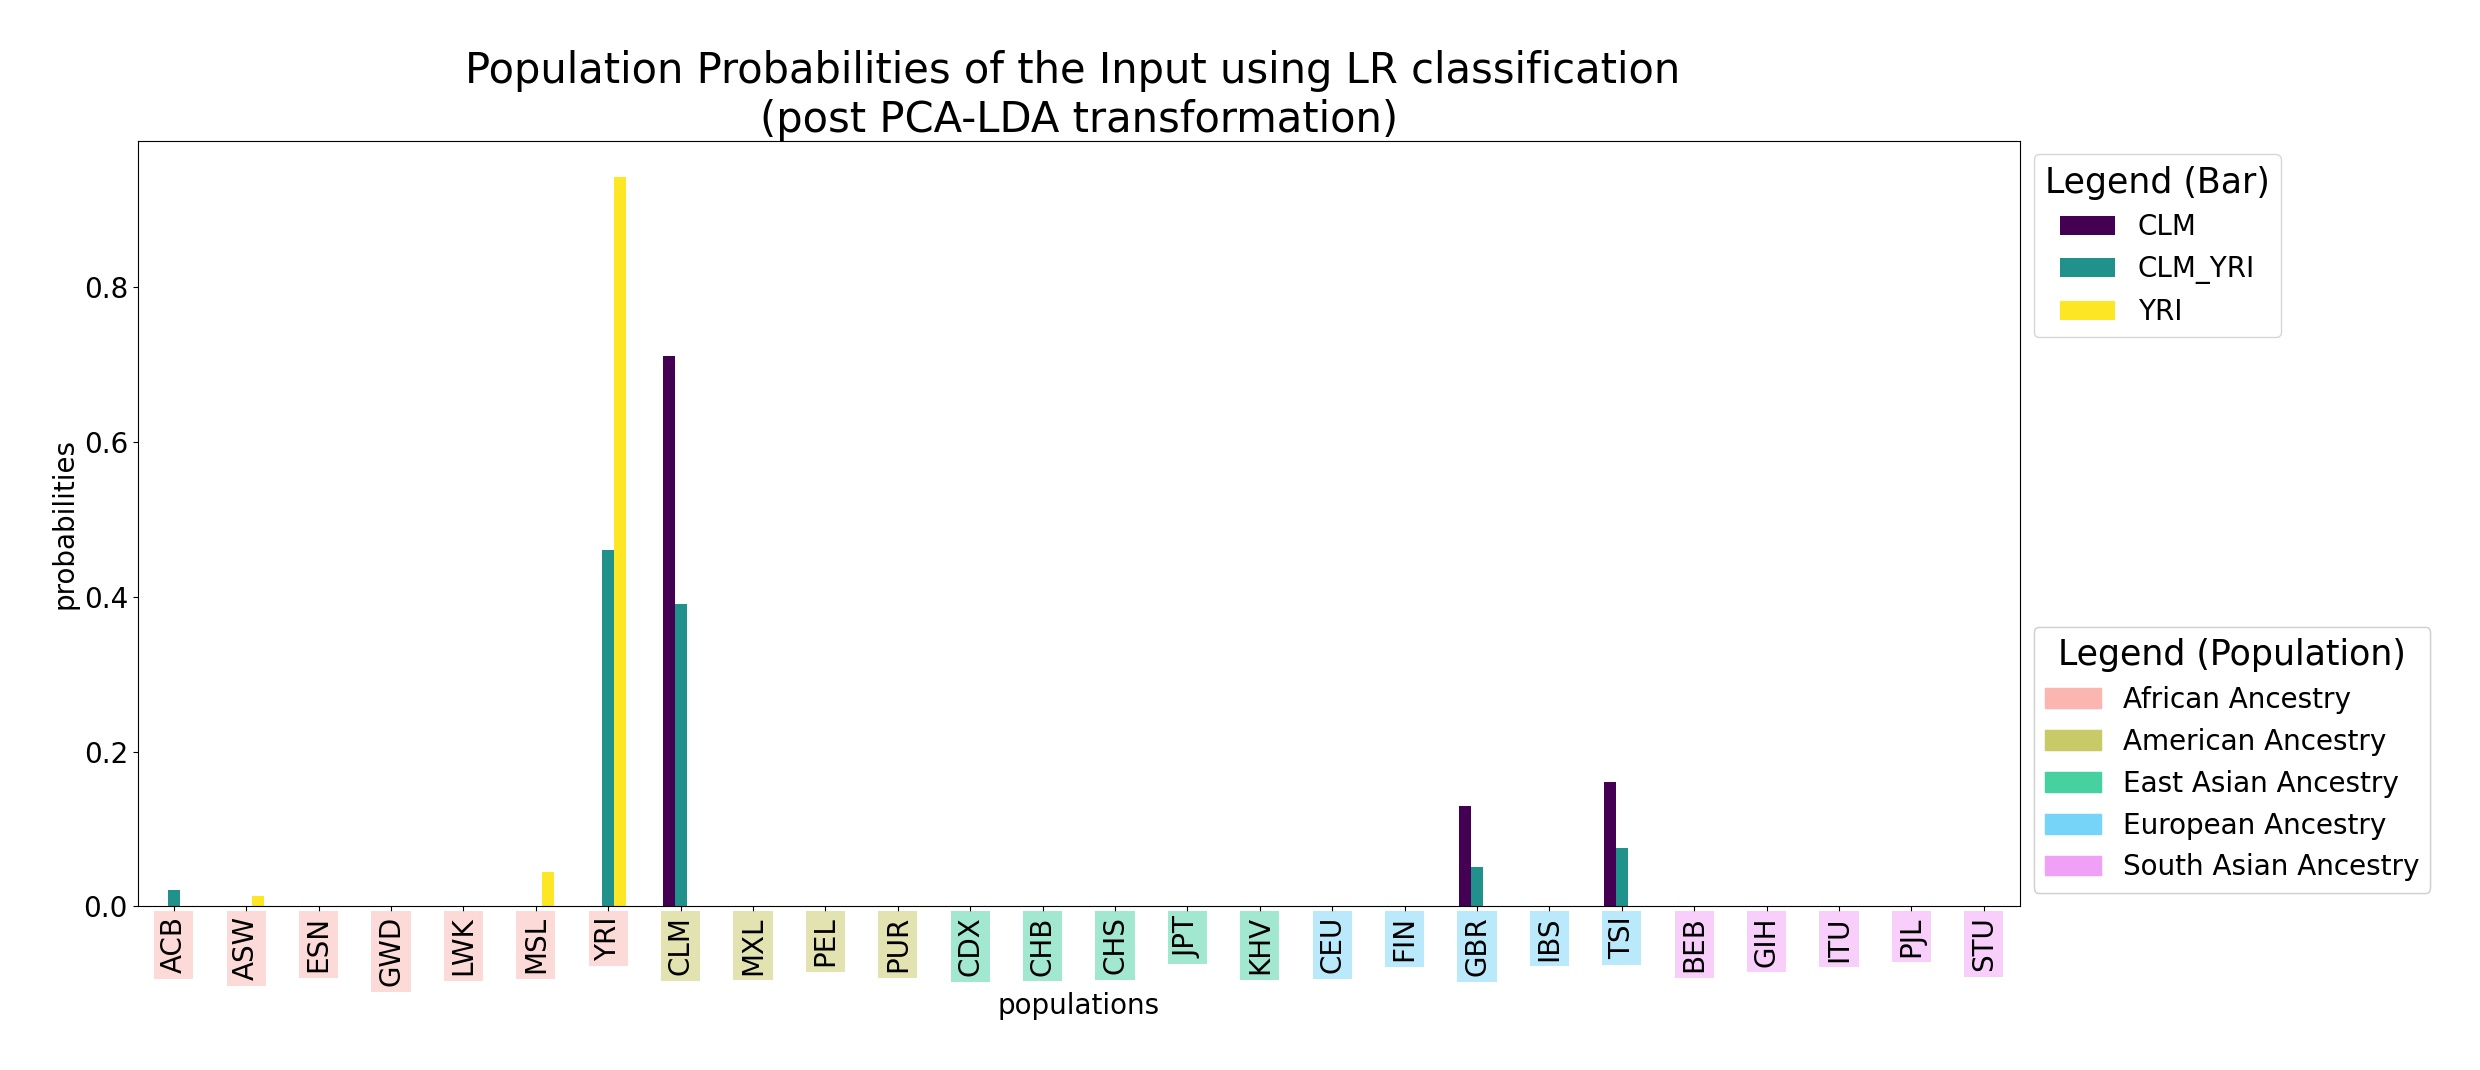 Population Probabilities of the Input using LR classification
(post PCA-LDA transformation)
Legend (Bar)
CLM
CLM_YRI
YRI
probabilities
0.8
0.6
0.4
0.2
0.0
Legend (Population)
African Ancestry
American Ancestry
East Asian Ancestry
European Ancestry
South Asian Ancestry
ACB
ASW
ESN
GWD
LWK
MSL
YRI
CLM
MXL
PEL
PUR
CDX
CHB
CHS
JPT
KHV
CEU
FIN
GBR
IBS
TSI
BEB
GIH
ITU
PJL
STU
populations